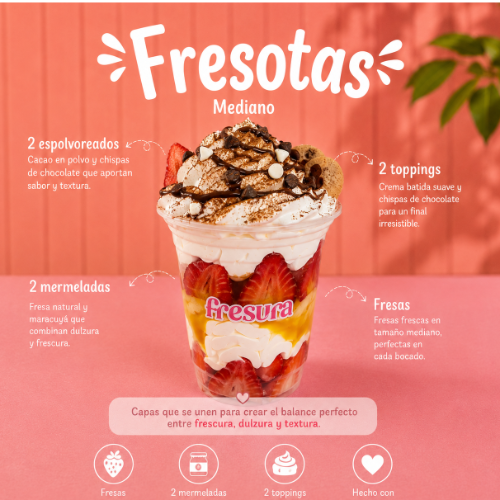 Fresotas
Mediano
2 espolvoreados
Cacao en polvo y chispas
de chocolate que aportan
sabor y textura.
2 toppings
Crema batida suave y
chispas de chocolate
para un final
irresistible.
2 mermeladas
Fresa natural y
maracuyá que
combinan dulzura
y frescura.
Fresas
Fresas frescas en
tamaño mediano,
perfectas en
cada bocado.
fresura
Capas que se unen para crear el balance perfecto
entre frescura, dulzura y textura.
Fresas
2 mermeladas
2 toppings
Hecho con